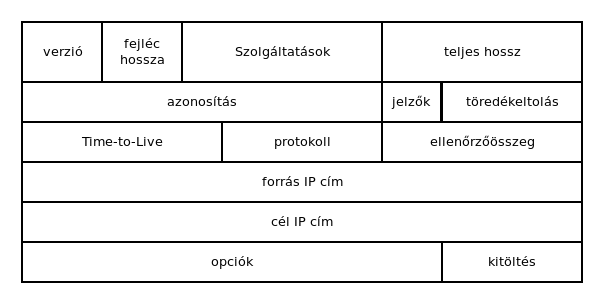 verzió
fejléc
hossza
Szolgáltatások
teljes hossz
azonosítás
jelzők
töredékeltolás
Time-to-Live
protokoll
ellenőrzőösszeg
forrás IP cím
cél IP cím
opciók
kitöltés